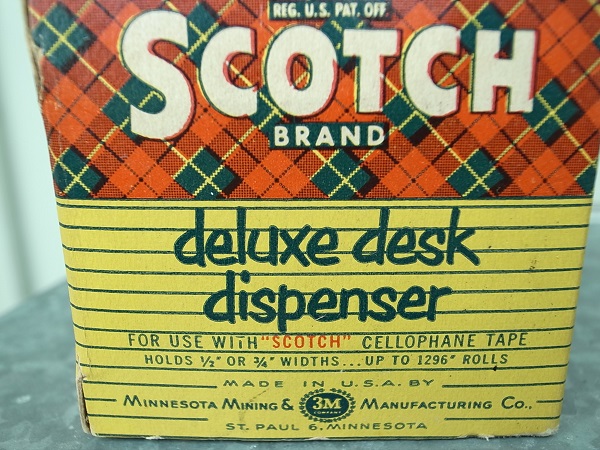 REG. U.S. PAT. OFF.
SCOTCH
BRAND
deluxe desk
dispenser
FOR USE WITH "SCOTCH" CELLOPHANE TAPE
HOLDS ½" OR ¾" WIDTHS... UP TO 1296" ROLLS
MADE IN U.S.A. BY
MINNESOTA MINING & 3M COMPANY MANUFACTURING CO.,
ST. PAUL 6, MINNESOTA